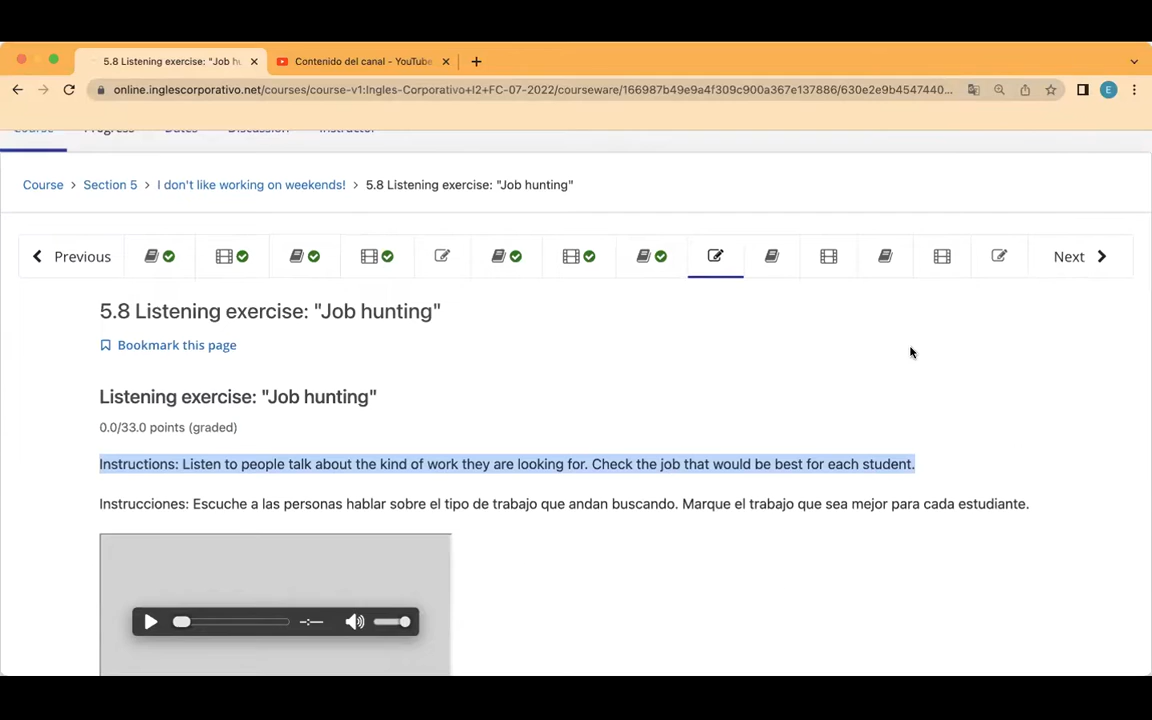 5.8 Listening exercise: "Job hu
Contenido del canal - YouTube
online.inglescorporativo.net/courses/course-v1:Ingles-Corporativo+I2+FC-07-2022/courseware/166987b49e9a4f309c900a367e137886/630e2e9b4547440...
E
Course Progress Dates Discussion Instructor
Course > Section 5 > I don't like working on weekends! > 5.8 Listening exercise: "Job hunting"
Previous
Next
5.8 Listening exercise: "Job hunting"
Bookmark this page
Listening exercise: "Job hunting"
0.0/33.0 points (graded)
Instructions: Listen to people talk about the kind of work they are looking for. Check the job that would be best for each student.
Instrucciones: Escuche a las personas hablar sobre el tipo de trabajo que andan buscando. Marque el trabajo que sea mejor para cada estudiante.
-:--